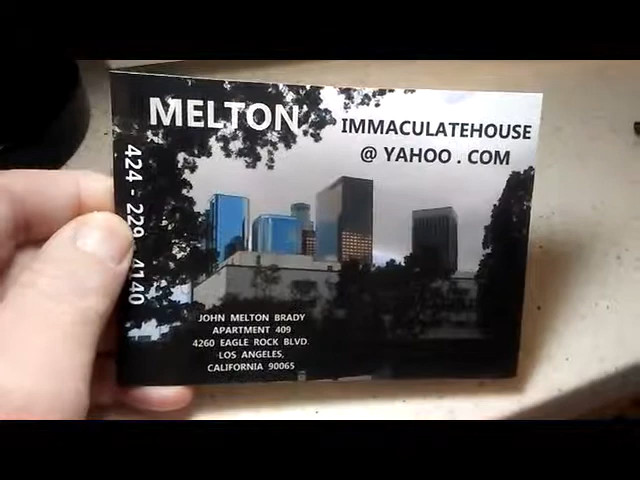 MELTON
IMMACULATEHOUSE
@ YAHOO . COM
424 - 229 - 4140
JOHN MELTON BRADY
APARTMENT 409
4260 EAGLE ROCK BLVD.
LOS ANGELES,
CALIFORNIA 90065